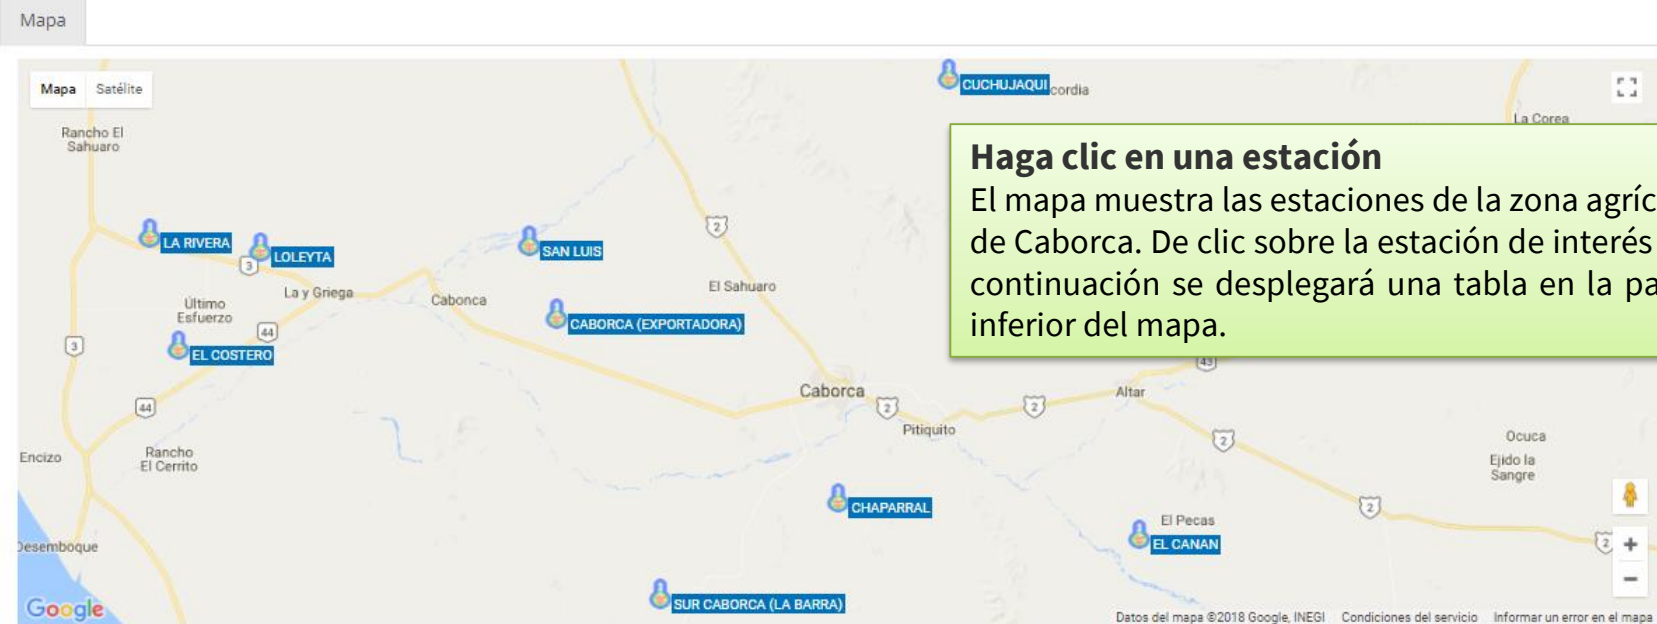 Mapa
Mapa Satélite
CUCHUJAQUI
cordia
La Corea
Rancho El
Sahuaro
Haga clic en una estación
El mapa muestra las estaciones de la zona agríc
de Caborca. De clic sobre la estación de interés
continuación se desplegará una tabla en la pa
inferior del mapa.
LA RIVERA
LOLEYTA
3
SAN LUIS
2
La y Griega
Cabonca
El Sahuaro
Último
Esfuerzo
44
CABORCA (EXPORTADORA)
3
EL COSTERO
43
Caborca
Altar
44
2
2
Pitiquito
2
Ocuca
Encizo
Rancho
El Cerrito
Ejido la
Sangre
CHAPARRAL
2
El Pecas
EL CANAN
2
+
Desemboque
−
SUR CABORCA (LA BARRA)
Google
Datos del mapa ©2018 Google, INEGI Condiciones del servicio Informar un error en el mapa